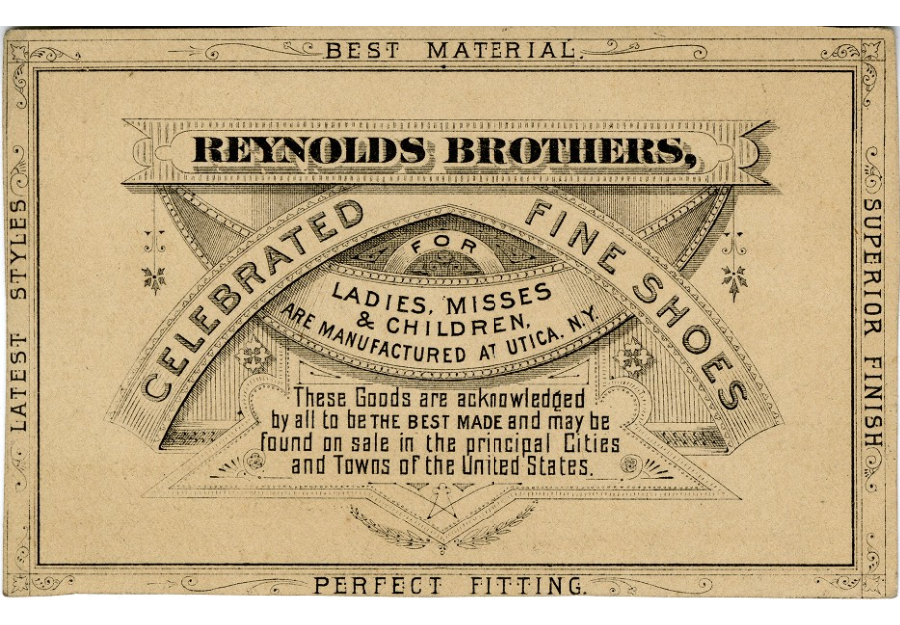 BEST MATERIAL.
REYNOLDS BROTHERS,
CELEBRATED FINE SHOES
FOR
LADIES, MISSES
& CHILDREN,
ARE MANUFACTURED AT UTICA, N.Y.
These Goods are acknowledged
by all to be THE BEST MADE and may be
found on sale in the principal Cities
and Towns of the United States.
LATEST STYLES
SUPERIOR FINISH
PERFECT FITTING.